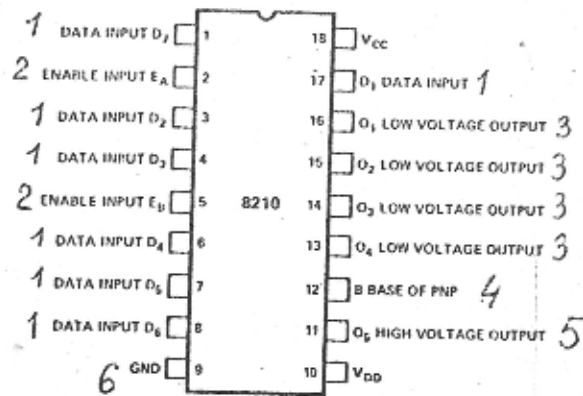 1 DATA INPUT D1 1
2 ENABLE INPUT EA 2
1 DATA INPUT D2 3
1 DATA INPUT D3 4
2 ENABLE INPUT EB 5
1 DATA INPUT D4 6
1 DATA INPUT D5 7
1 DATA INPUT D6 8
6 GND 9
8210
18 VCC
17 D1 DATA INPUT 1
16 O1 LOW VOLTAGE OUTPUT 3
15 O2 LOW VOLTAGE OUTPUT 3
14 O3 LOW VOLTAGE OUTPUT 3
13 O4 LOW VOLTAGE OUTPUT 3
12 B BASE OF PNP 4
11 O5 HIGH VOLTAGE OUTPUT 5
10 VDD